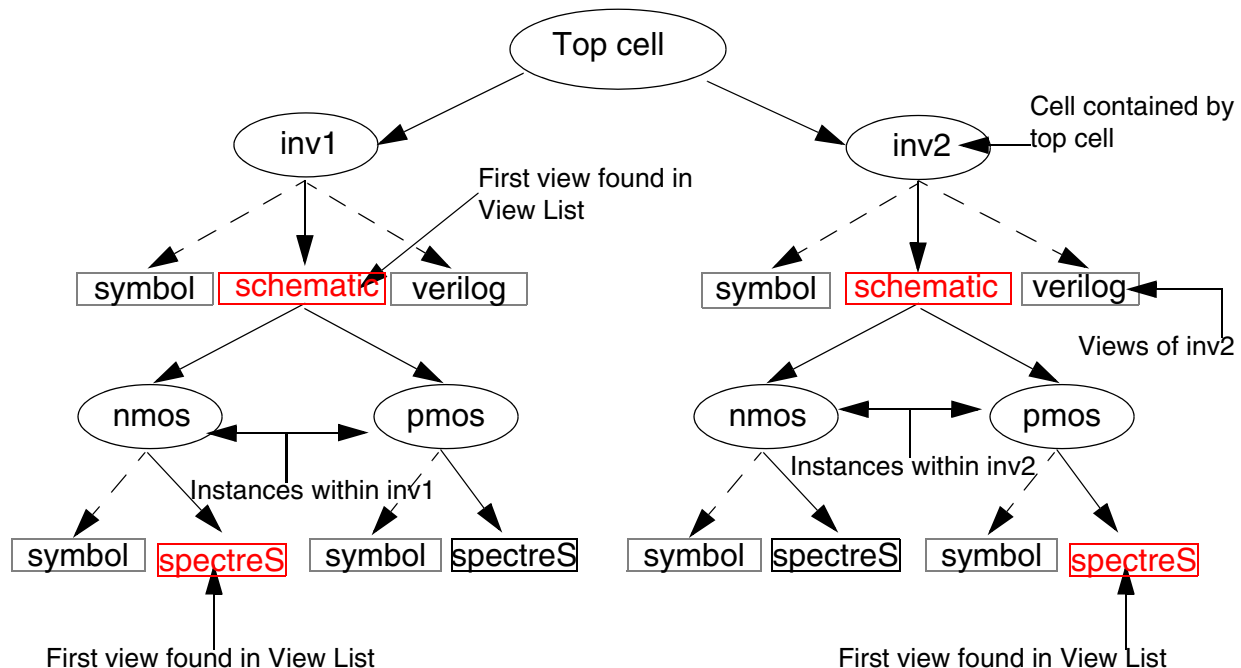 Top cell
inv1
inv2
Cell contained by
top cell
First view found in
View List
symbol
schematic
verilog
symbol
schematic
verilog
Views of inv2
nmos
pmos
nmos
pmos
Instances within inv1
Instances within inv2
symbol
spectreS
symbol
spectreS
symbol
spectreS
symbol
spectreS
First view found in View List
First view found in View List